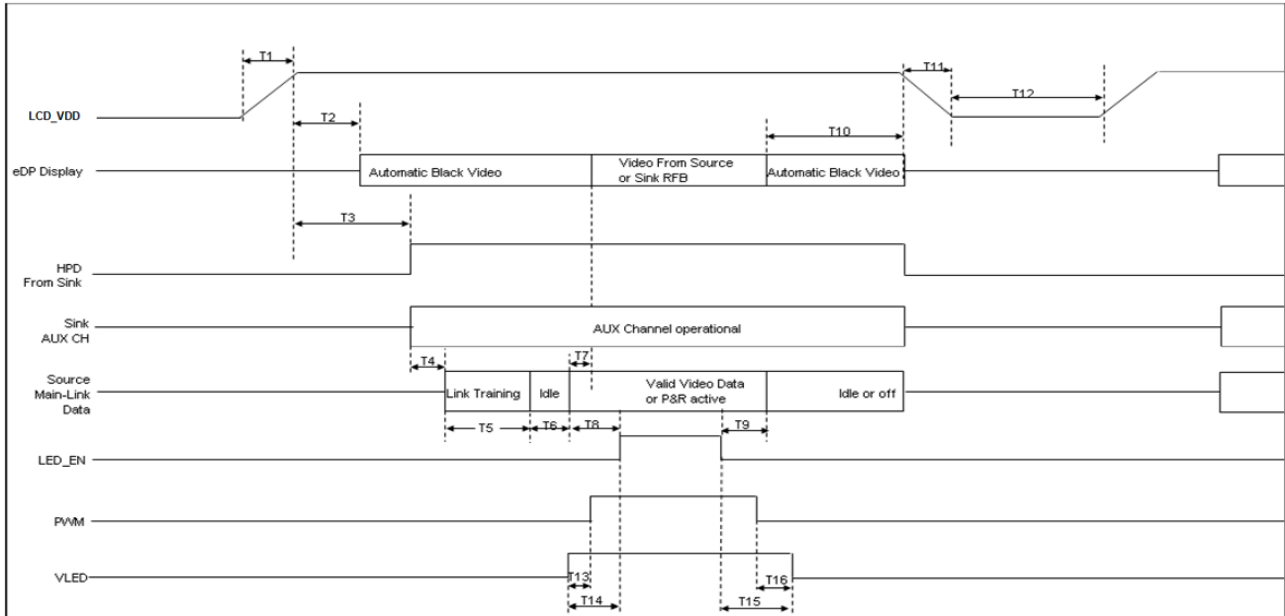 T1
T11
T12
LCD_VDD
T2
T10
eDP Display
Automatic Black Video
Video From Source
or Sink RFB
Automatic Black Video
T3
HPD
From Sink
Sink
AUX CH
AUX Channel operational
T4
T7
Source
Main-Link
Data
Link Training
Idle
Valid Video Data
or P&R active
Idle or off
T5
T6
T8
T9
LED_EN
PWM
VLED
T13
T16
T14
T15